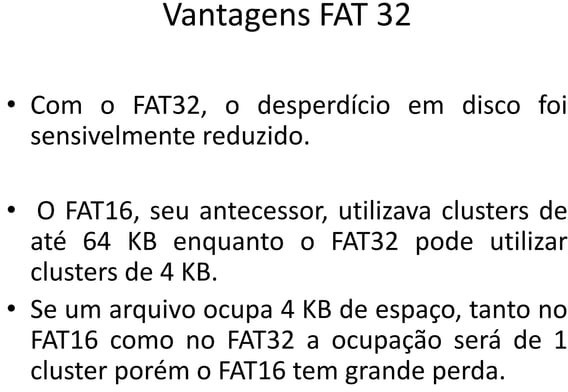 Vantagens FAT 32
• Com o FAT32, o desperdício em disco foi
sensivelmente reduzido.
• O FAT16, seu antecessor, utilizava clusters de
até 64 KB enquanto o FAT32 pode utilizar
clusters de 4 KB.
• Se um arquivo ocupa 4 KB de espaço, tanto no
FAT16 como no FAT32 a ocupação será de 1
cluster porém o FAT16 tem grande perda.